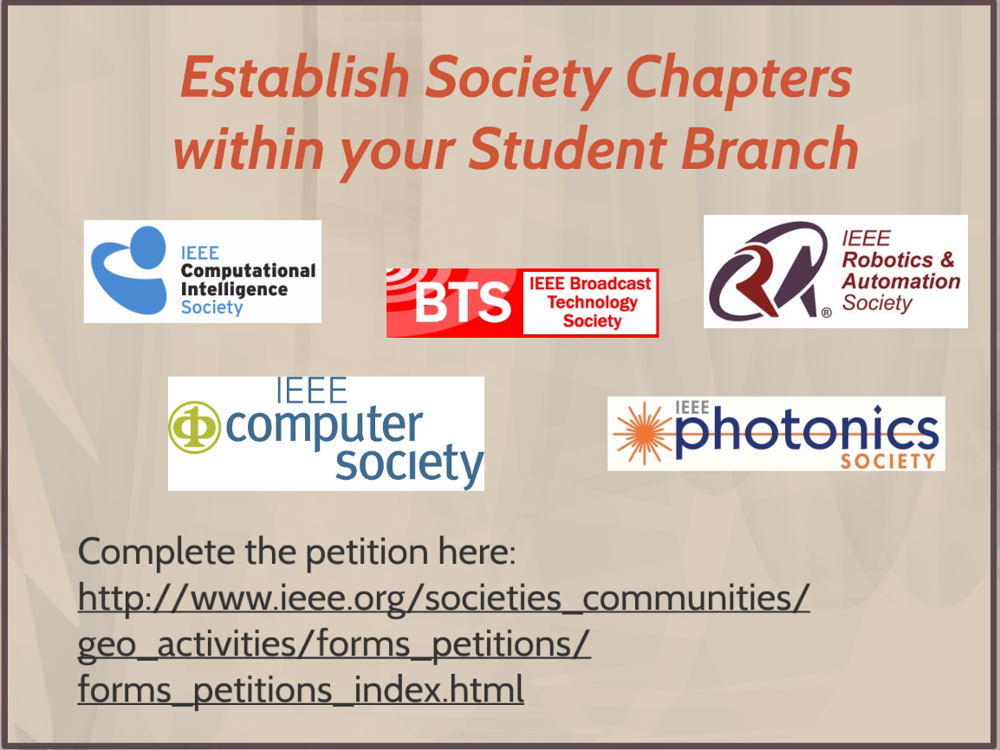 Establish Society Chapters
within your Student Branch
IEEE
Computational
Intelligence
Society
BTS
IEEE Broadcast
Technology
Society
IEEE
Robotics &
Automation
Society
RA
®
IEEE
computer
society
IEEE
photonics
SOCIETY
Complete the petition here:
http://www.ieee.org/societies_communities/
geo_activities/forms_petitions/
forms_petitions_index.html